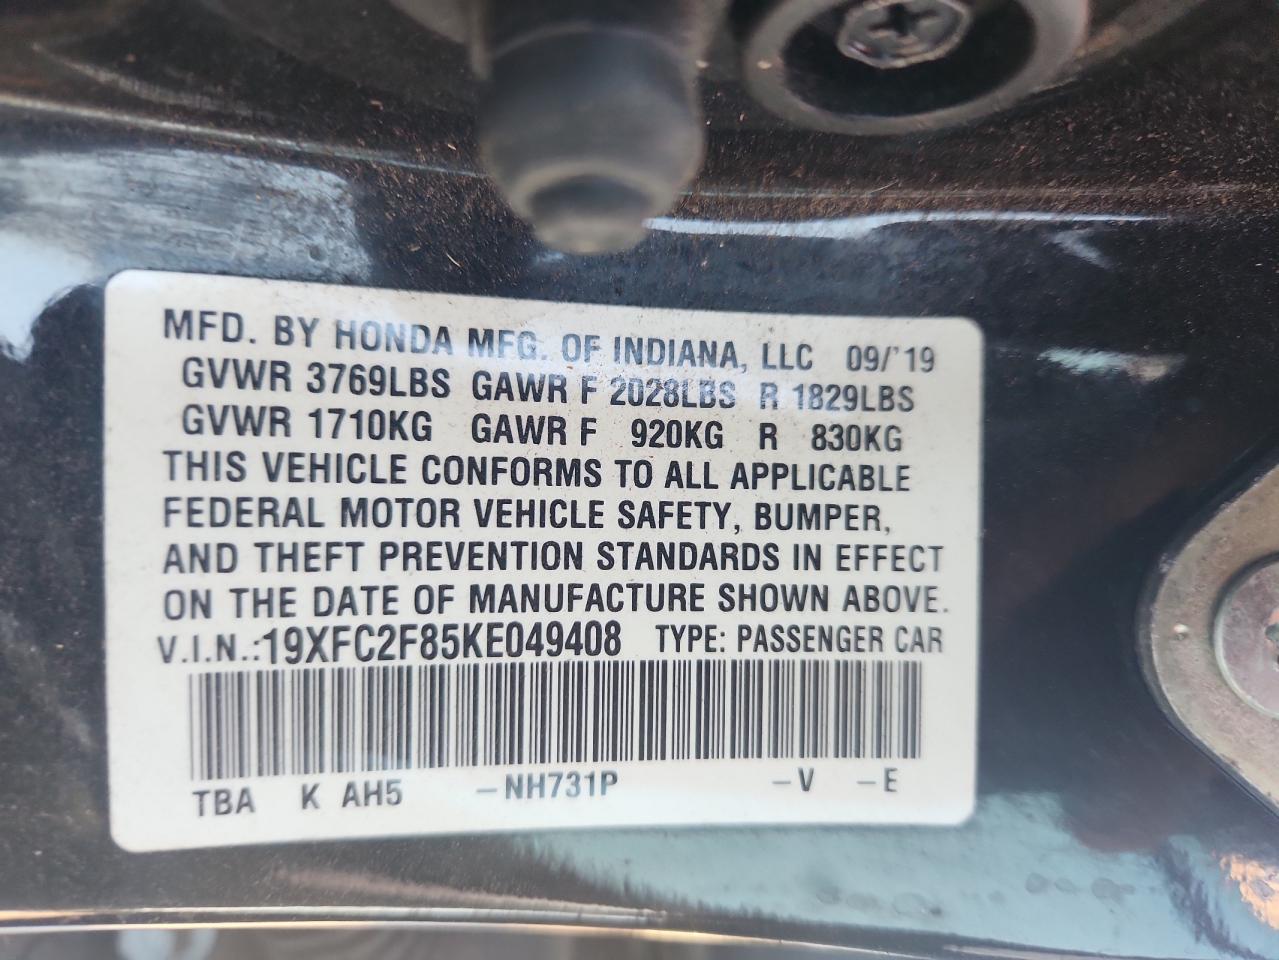 MFD. BY HONDA MFG. OF INDIANA, LLC 09/'19
GVWR 3769LBS GAWR F 2028LBS R 1829LBS
GVWR 1710KG GAWR F 920KG R 830KG
THIS VEHICLE CONFORMS TO ALL APPLICABLE
FEDERAL MOTOR VEHICLE SAFETY, BUMPER,
AND THEFT PREVENTION STANDARDS IN EFFECT
ON THE DATE OF MANUFACTURE SHOWN ABOVE.
V.I.N.:19XFC2F85KE049408 TYPE: PASSENGER CAR
TBA K AH5 –NH731P –V –E